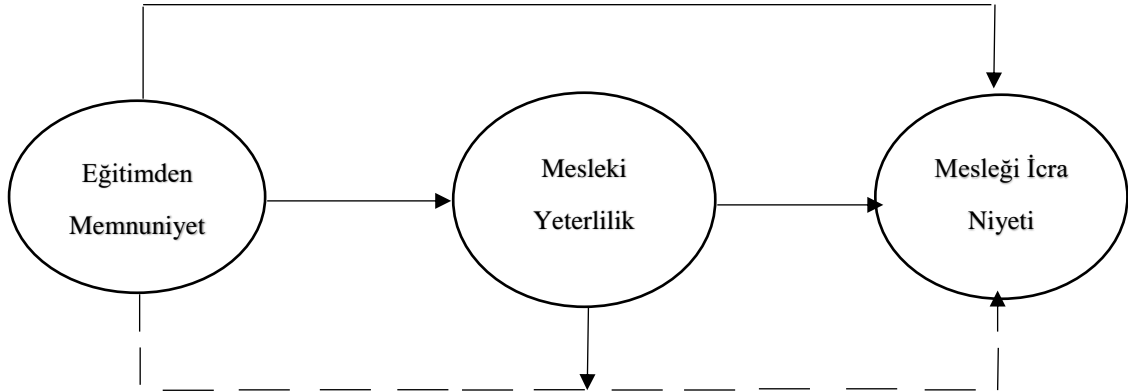 Eğitimden
Memnuniyet
Mesleki
Yeterlilik
Mesleği İcra
Niyeti